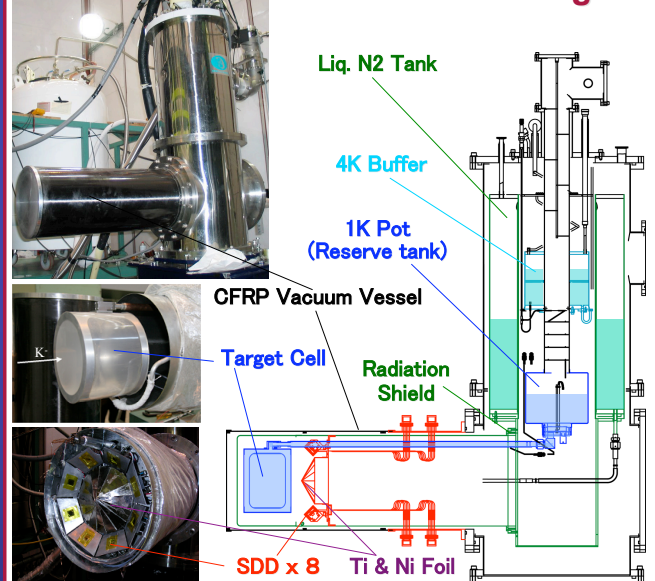 Liq. N2 Tank
4K Buffer
1K Pot
(Reserve tank)
CFRP Vacuum Vessel
K-
Target Cell
Radiation
Shield
SDD x 8
Ti & Ni Foil